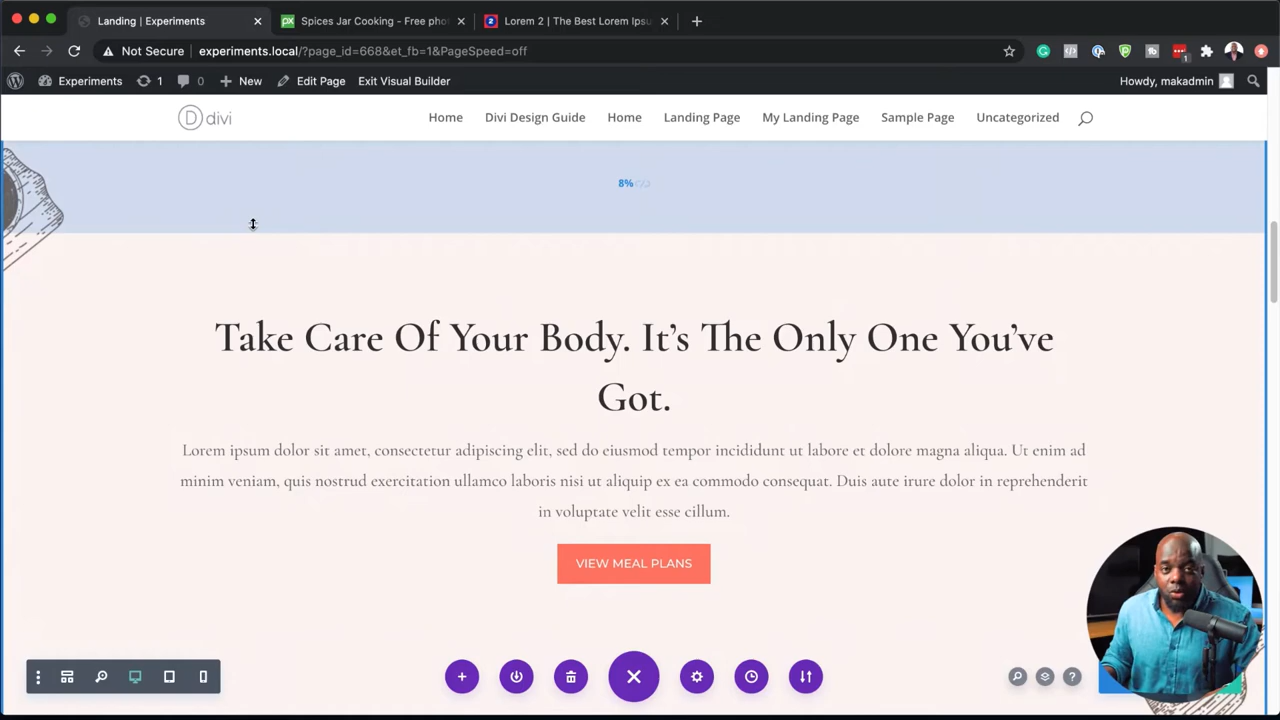 Landing | Experiments
PX
Spices Jar Cooking - Free pho
2
Lorem 2 | The Best Lorem Ipsu
Not Secure
experiments.local/?page_id=668&et_fb=1&PageSpeed=off
1
Experiments
1
0
New
Edit Page
Exit Visual Builder
Howdy, makadmin
D divi
Home
Divi Design Guide
Home
Landing Page
My Landing Page
Sample Page
Uncategorized
8%
Take Care Of Your Body. It’s The Only One You’ve
Got.
Lorem ipsum dolor sit amet, consectetur adipiscing elit, sed do eiusmod tempor incididunt ut labore et dolore magna aliqua. Ut enim ad
minim veniam, quis nostrud exercitation ullamco laboris nisi ut aliquip ex ea commodo consequat. Duis aute irure dolor in reprehenderit
in voluptate velit esse cillum.
VIEW MEAL PLANS
?